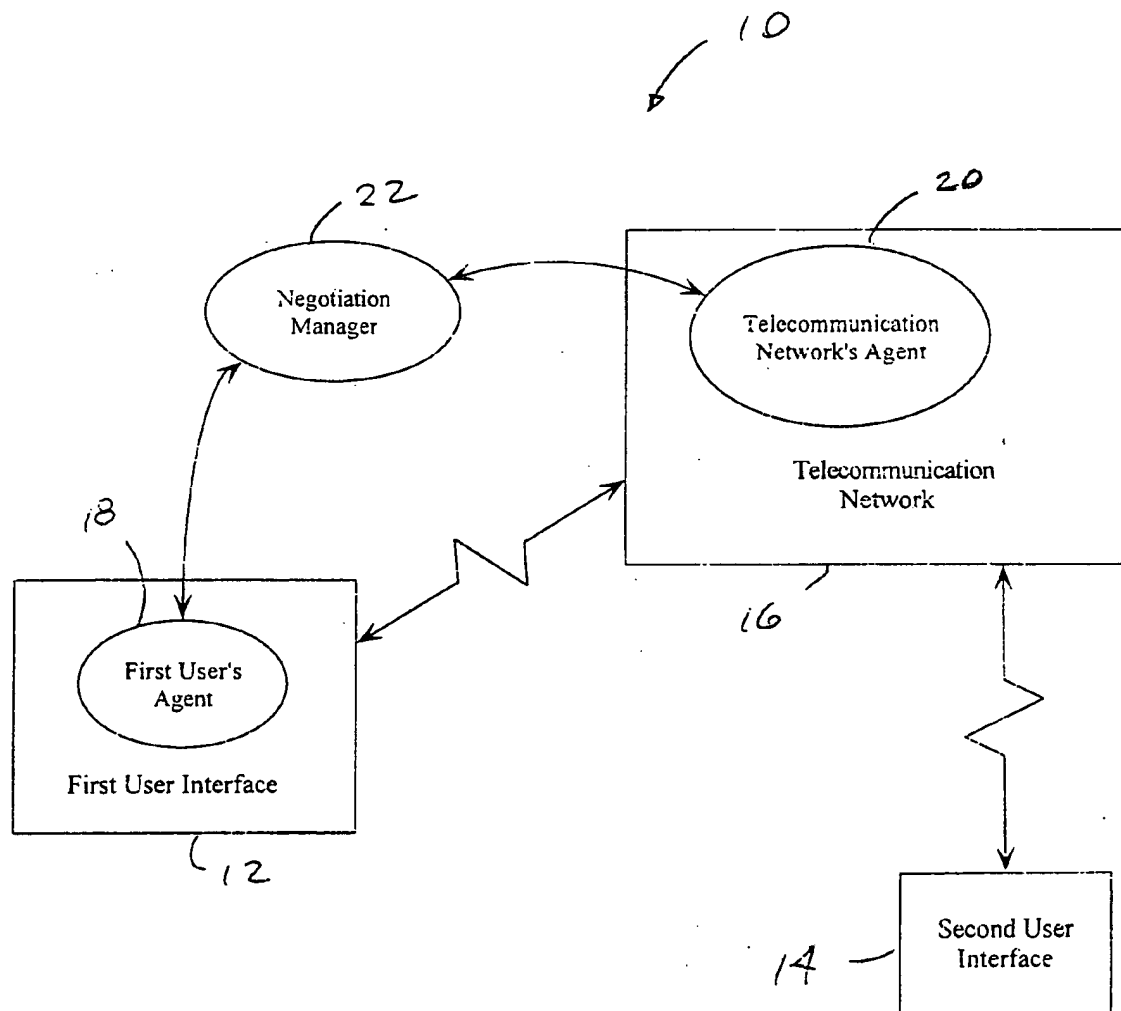 10
22
20
Negotiation
Manager
Telecommunication
Network's Agent
Telecommunication
Network
18
16
First User's
Agent
First User Interface
12
Second User
Interface
14